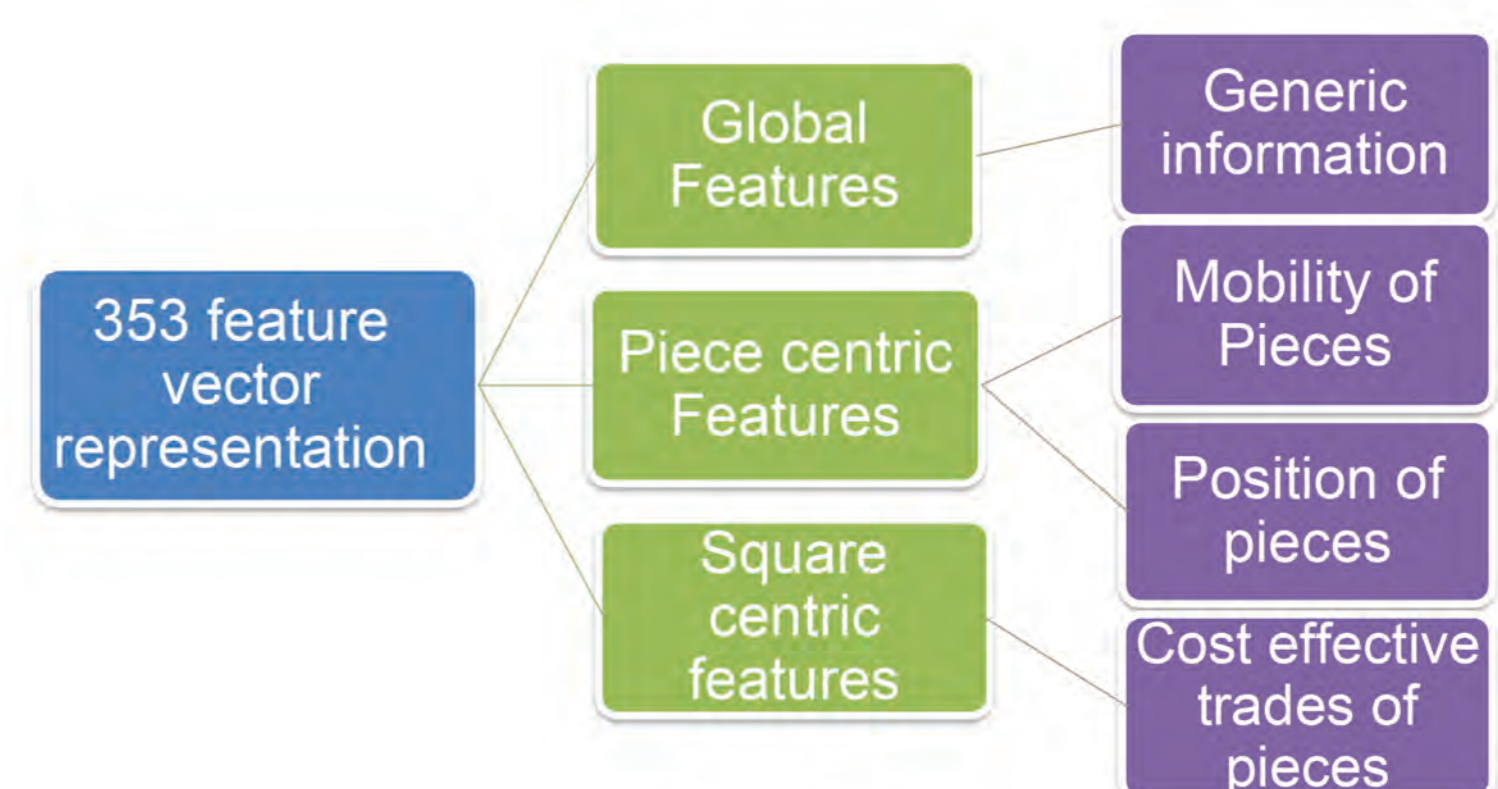 353 feature
vector
representation
Global
Features
Piece centric
Features
Square
centric
features
Generic
information
Mobility of
Pieces
Position of
pieces
Cost effective
trades of
pieces